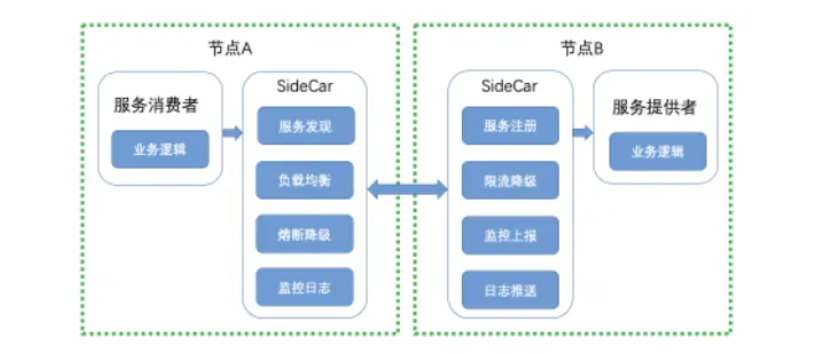 节点A
服务消费者
业务逻辑
SideCar
服务发现
负载均衡
熔断降级
监控日志
节点B
SideCar
服务注册
限流降级
监控上报
日志推送
服务提供者
业务逻辑